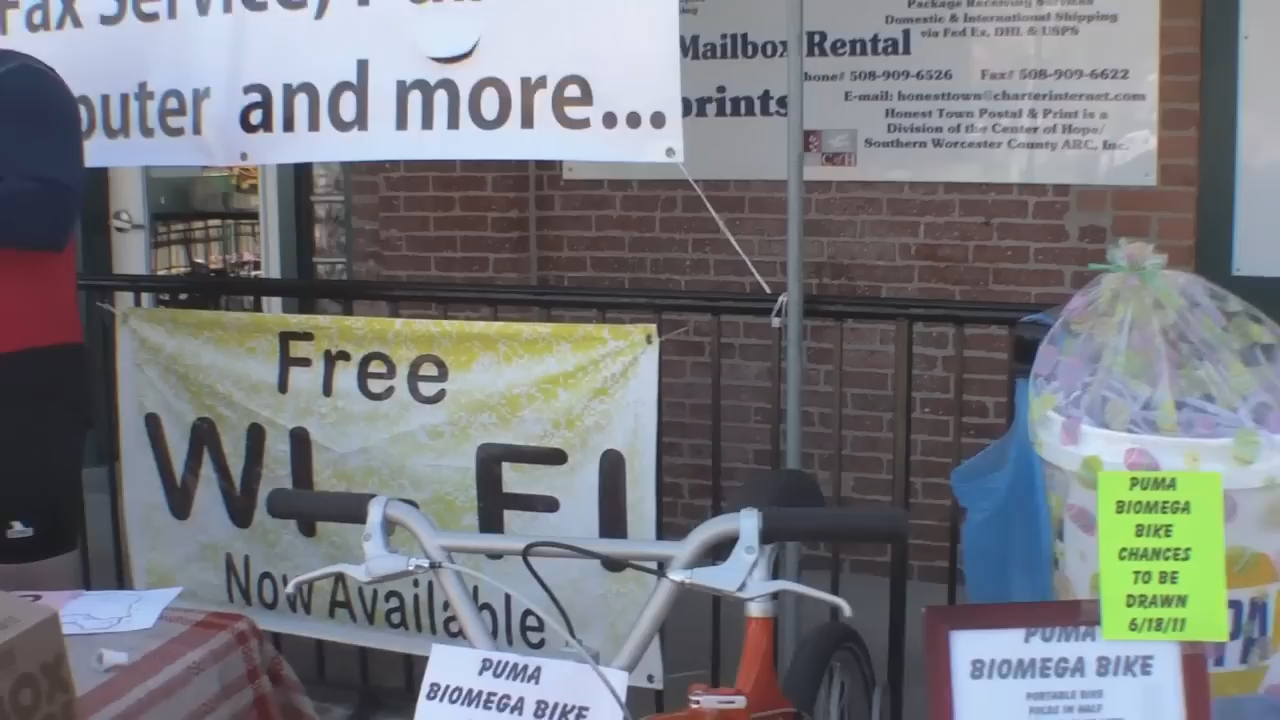 Fax Service,
puter and more...
Package Receiving Services
Domestic & International Shipping
via Fed Ex, DHL & USPS
Mailbox Rental
hone# 508-909-6526 Fax# 508-909-6622
prints
E-mail: honesttown@charterinternet.com
Honest Town Postal & Print is a
Division of the Center of Hope/
Southern Worcester County ARC, Inc.
CofH
Free
WI-FI
Now Available
PUMA
BIOMEGA BIKE
PUMA
BIOMEGA
BIKE
CHANCES
TO BE
DRAWN
6/18/11
PUMA
BIOMEGA BIKE
PORTABLE BIKE
FOLDS IN HALF